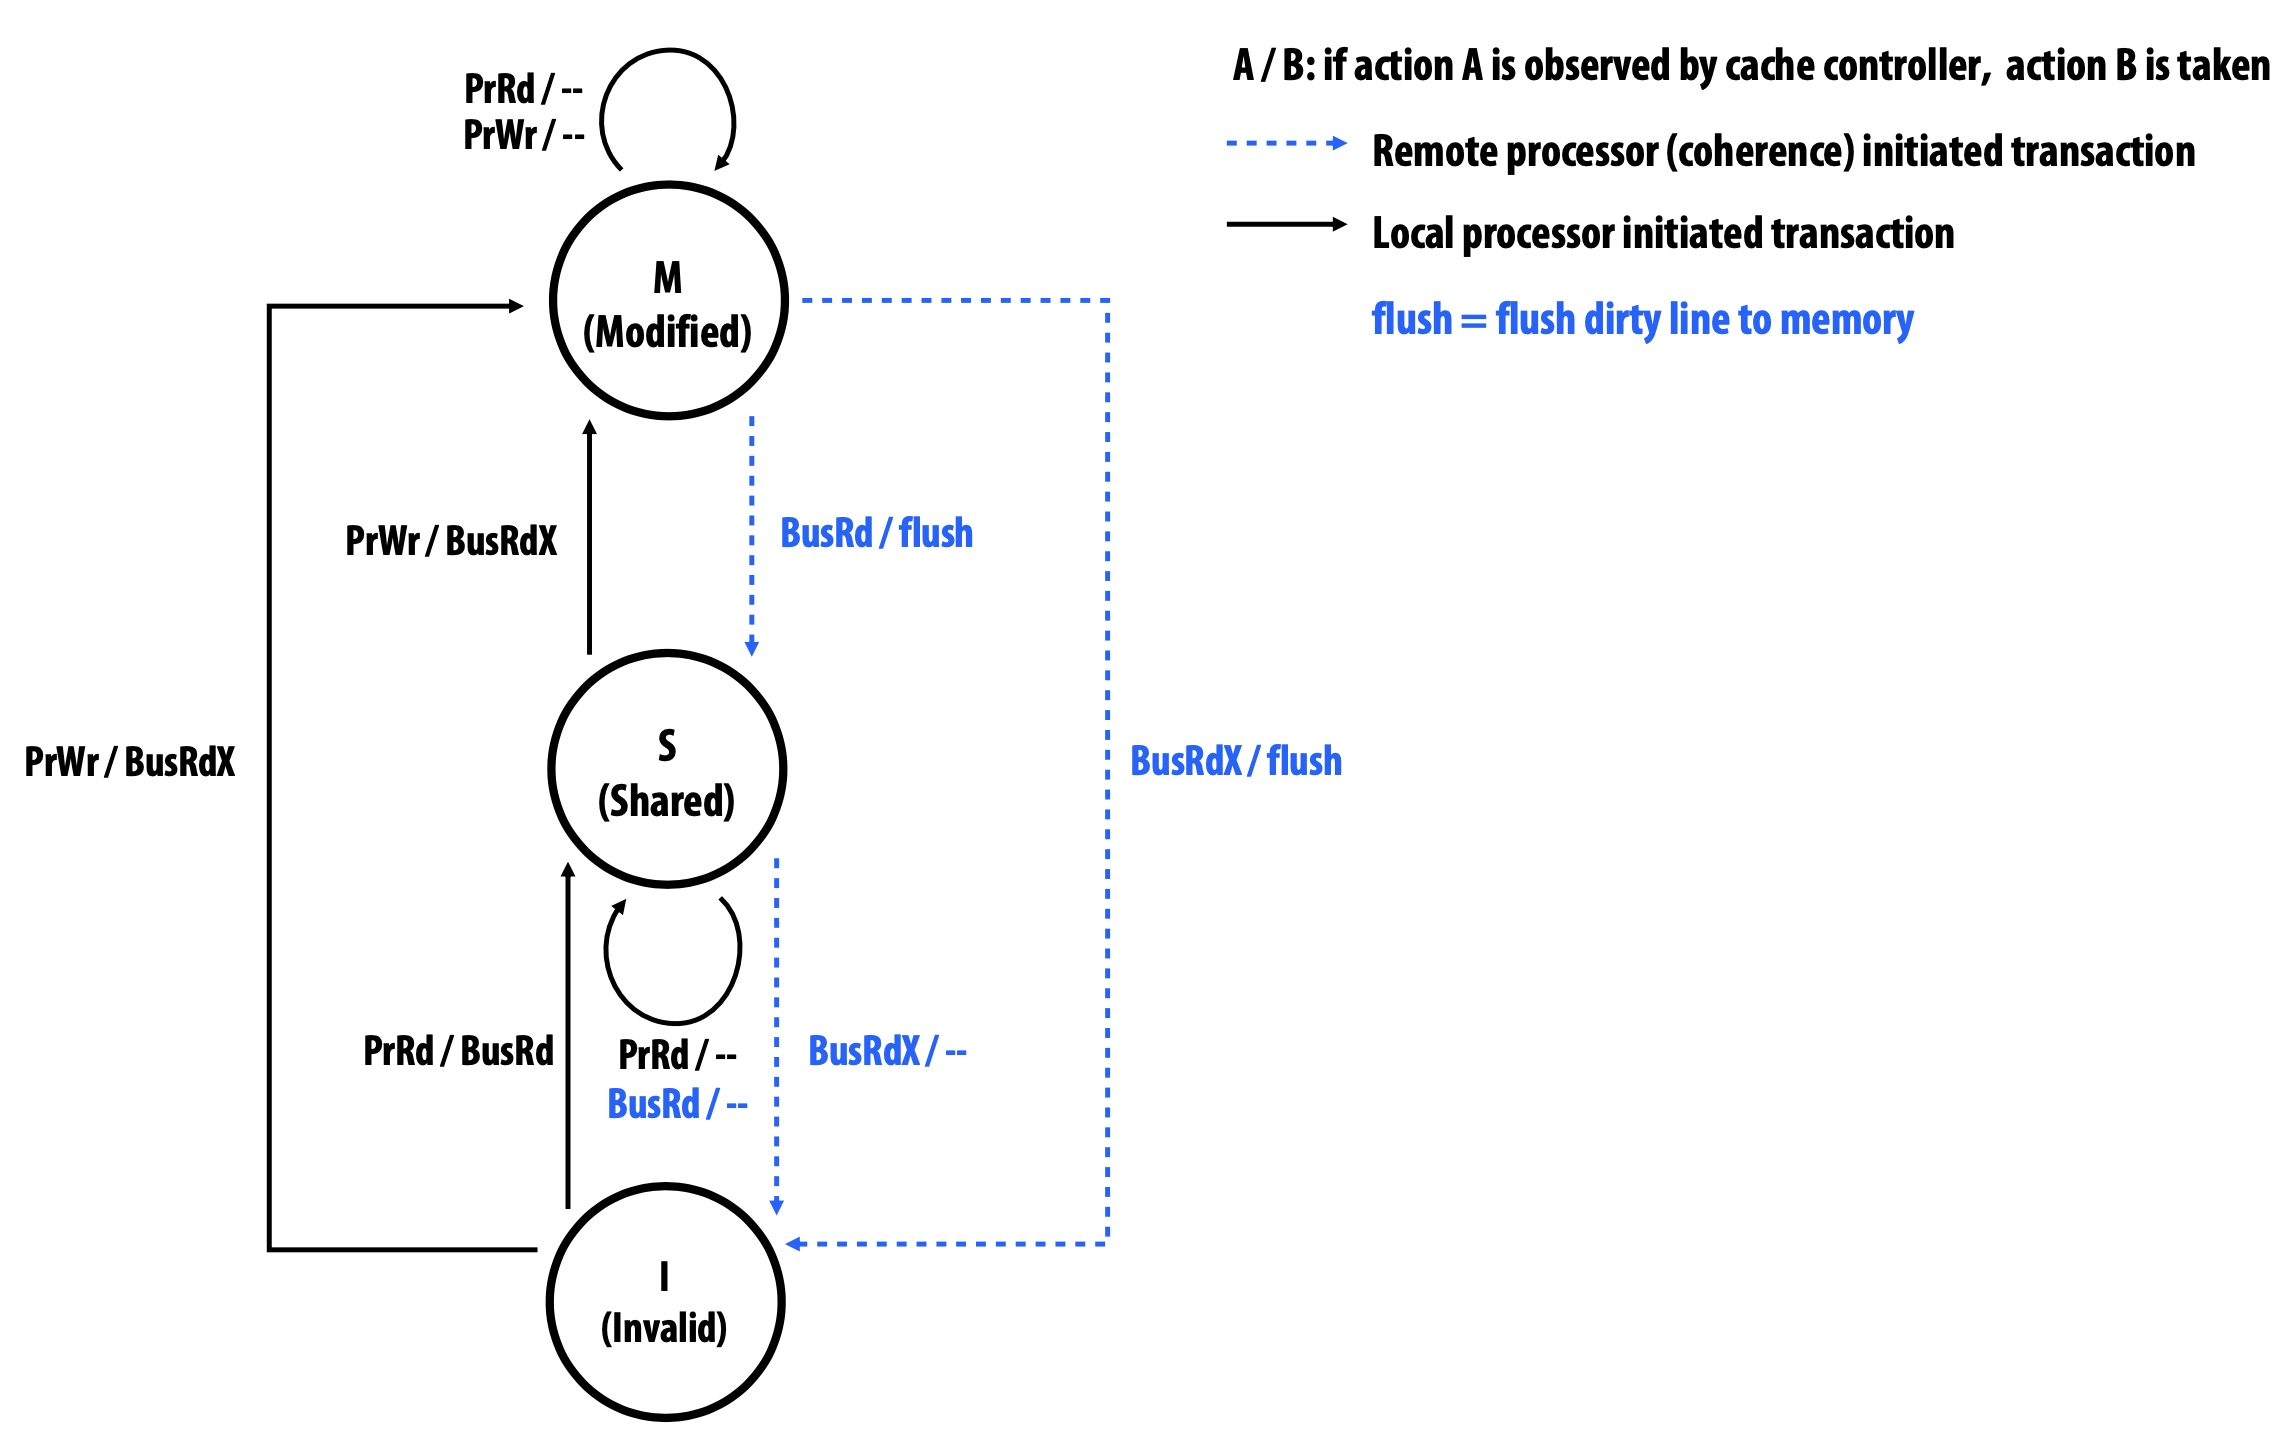 A / B: if action A is observed by cache controller, action B is taken
Remote processor (coherence) initiated transaction
Local processor initiated transaction
flush = flush dirty line to memory
PrRd / --
PrWr / --
M
(Modified)
PrWr / BusRdX
BusRd / flush
S
(Shared)
PrWr / BusRdX
BusRdX / flush
PrRd / BusRd
PrRd / --
BusRd / --
BusRdX / --
I
(Invalid)